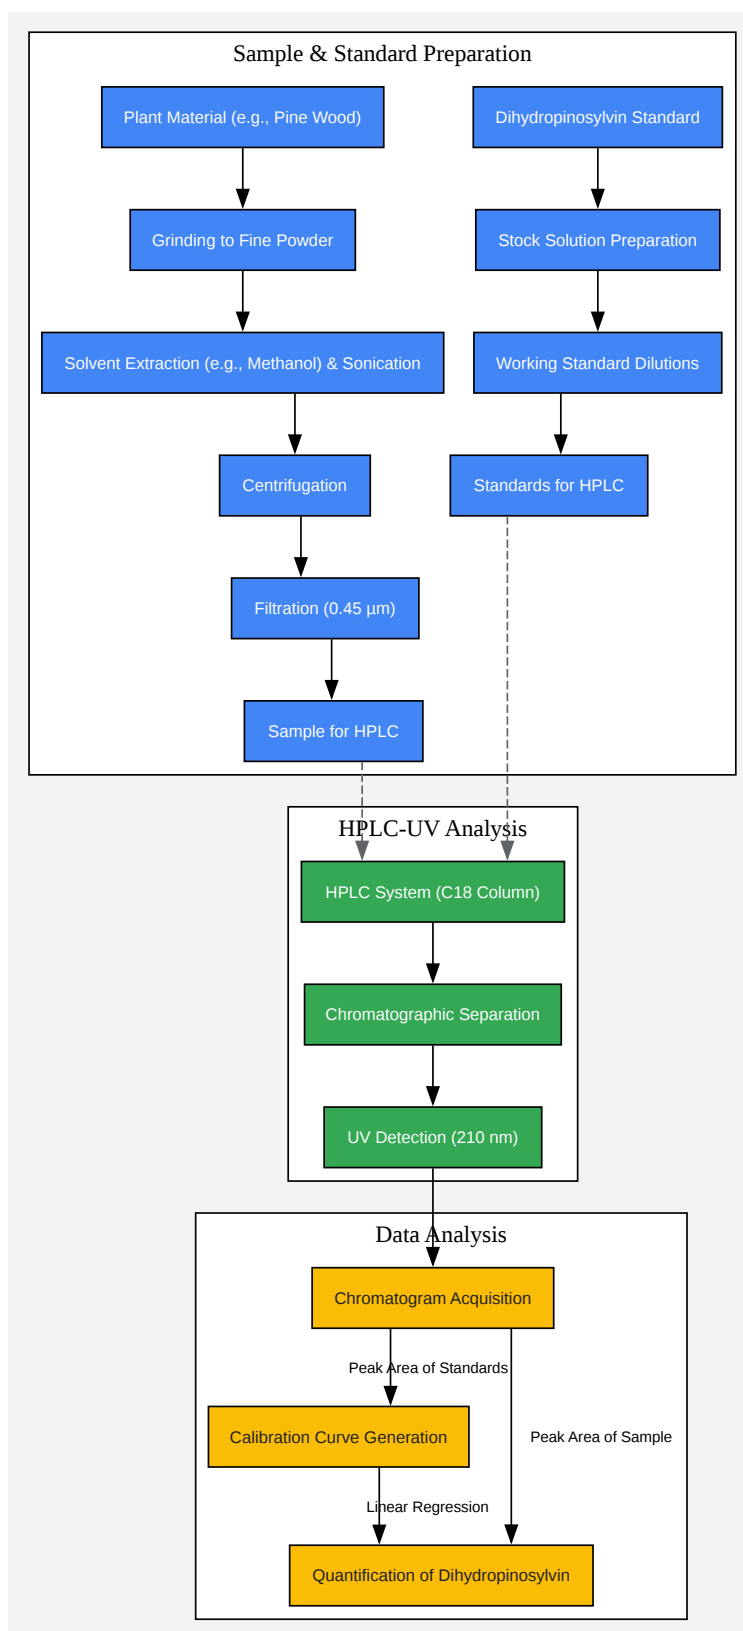 Sample & Standard Preparation
Plant Material (e.g., Pine Wood)
Dihydropinosylvin Standard
Grinding to Fine Powder
Stock Solution Preparation
Solvent Extraction (e.g., Methanol) & Sonication
Working Standard Dilutions
Centrifugation
Standards for HPLC
Filtration (0.45 µm)
Sample for HPLC
HPLC-UV Analysis
HPLC System (C18 Column)
Chromatographic Separation
UV Detection (210 nm)
Data Analysis
Chromatogram Acquisition
Peak Area of Standards
Calibration Curve Generation
Peak Area of Sample
Linear Regression
Quantification of Dihydropinosylvin